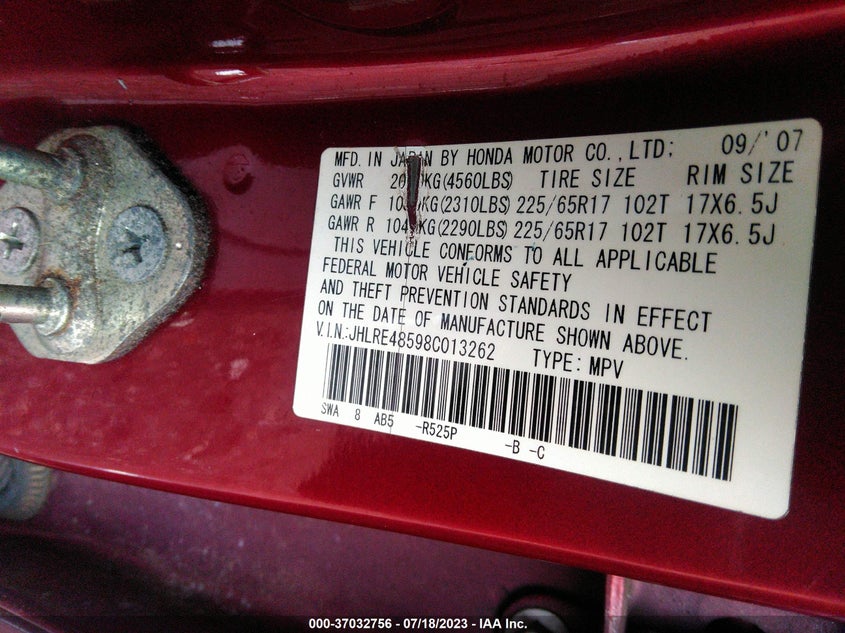 MFD. IN JAPAN BY HONDA MOTOR CO.,LTD; 09/'07
GVWR (4560LBS) TIRE SIZE RIM SIZE
GAWR F (2310LBS) 225/65R17 102T 17X6.5J
GAWR R (2290LBS) 225/65R17 102T 17X6.5J
THIS VEHICLE CONFORMS TO ALL APPLICABLE
FEDERAL MOTOR VEHICLE SAFETY
AND THEFT PREVENTION STANDARDS IN EFFECT
ON THE DATE OF MANUFACTURE SHOWN ABOVE.
V.I.N.:JHLRE48598C013262 TYPE: MPV
SWA 8 AB5 -R525P -B -C
000-37032756 - 07/18/2023 - IAA Inc.